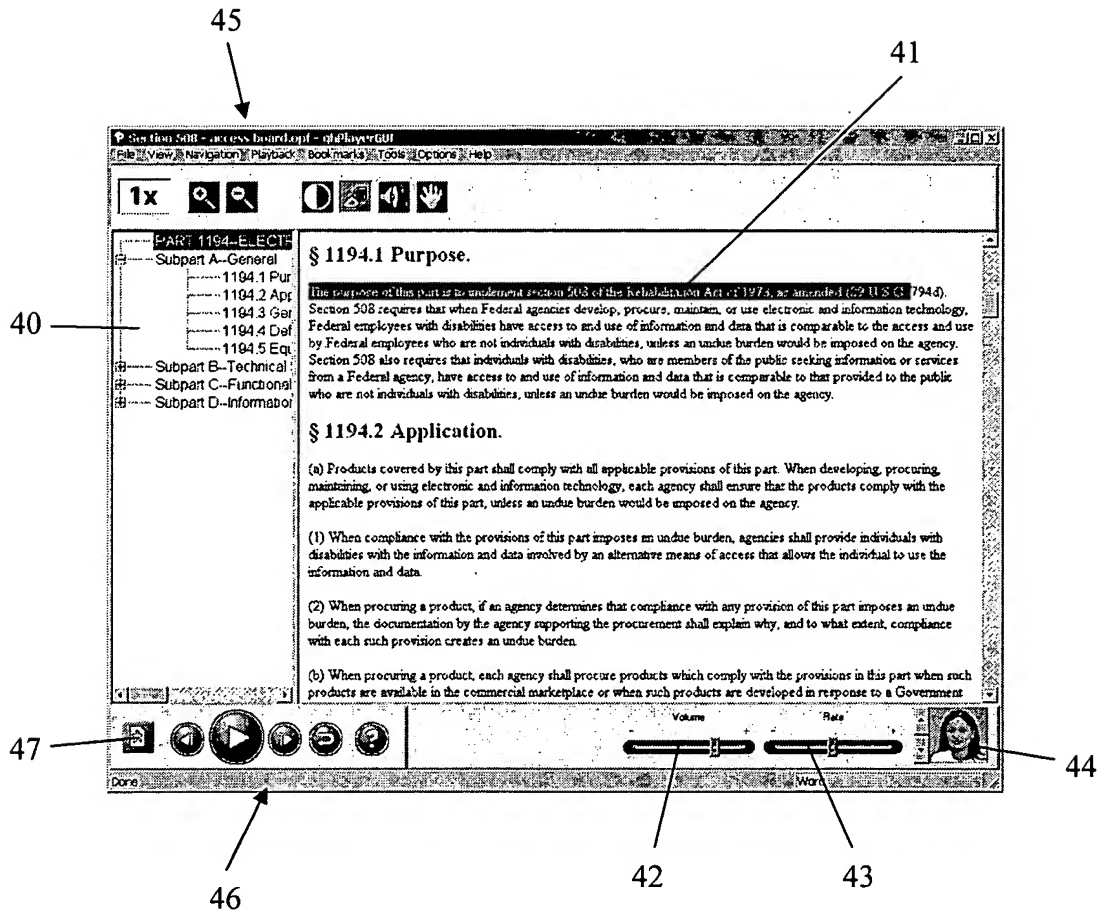 45
41
Section 508 - access board.opf - ghPlayerGUI
File View Navigation Playback Bookmarks Tools Options Help
1x
PART 1194--ELECTR
Subpart A--General
1194.1 Pur
1194.2 App
1194.3 Ger
1194.4 Def
1194.5 Equ
Subpart B--Technical
Subpart C--Functional
Subpart D--Information
40
§ 1194.1 Purpose.
The purpose of this part is to implement section 508 of the Rehabilitation Act of 1973, as amended (29 U.S.C. 794d).
Section 508 requires that when Federal agencies develop, procure, maintain, or use electronic and information technology,
Federal employees with disabilities have access to and use of information and data that is comparable to the access and use
by Federal employees who are not individuals with disabilities, unless an undue burden would be imposed on the agency.
Section 508 also requires that individuals with disabilities, who are members of the public seeking information or services
from a Federal agency, have access to and use of information and data that is comparable to that provided to the public
who are not individuals with disabilities, unless an undue burden would be imposed on the agency.
§ 1194.2 Application.
(a) Products covered by this part shall comply with all applicable provisions of this part. When developing, procuring,
maintaining, or using electronic and information technology, each agency shall ensure that the products comply with the
applicable provisions of this part, unless an undue burden would be imposed on the agency.
(1) When compliance with the provisions of this part imposes an undue burden, agencies shall provide individuals with
disabilities with the information and data involved by an alternative means of access that allows the individual to use the
information and data.
(2) When procuring a product, if an agency determines that compliance with any provision of this part imposes an undue
burden, the documentation by the agency supporting the procurement shall explain why, and to what extent, compliance
with each such provision creates an undue burden.
(b) When procuring a product, each agency shall procure products which comply with the provisions in this part when such
products are available in the commercial marketplace or when such products are developed in response to a Government
47
Volume
Rate
- +
- +
44
Done
Word
46
42
43